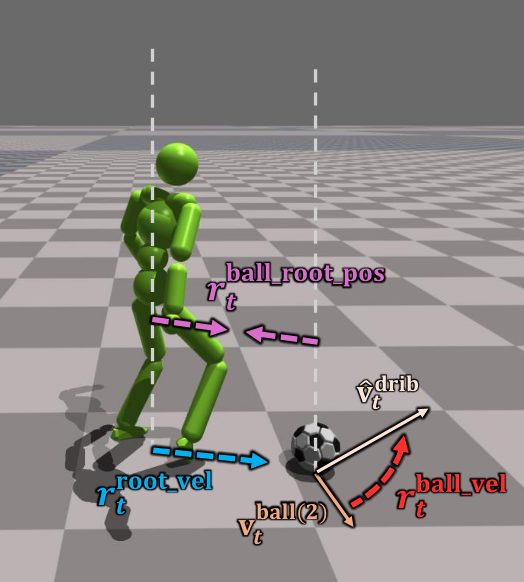 r_t^ball_root_pos
v̂_t^drib
r_t^root_vel
r_t^ball_vel
v_t^ball(2)